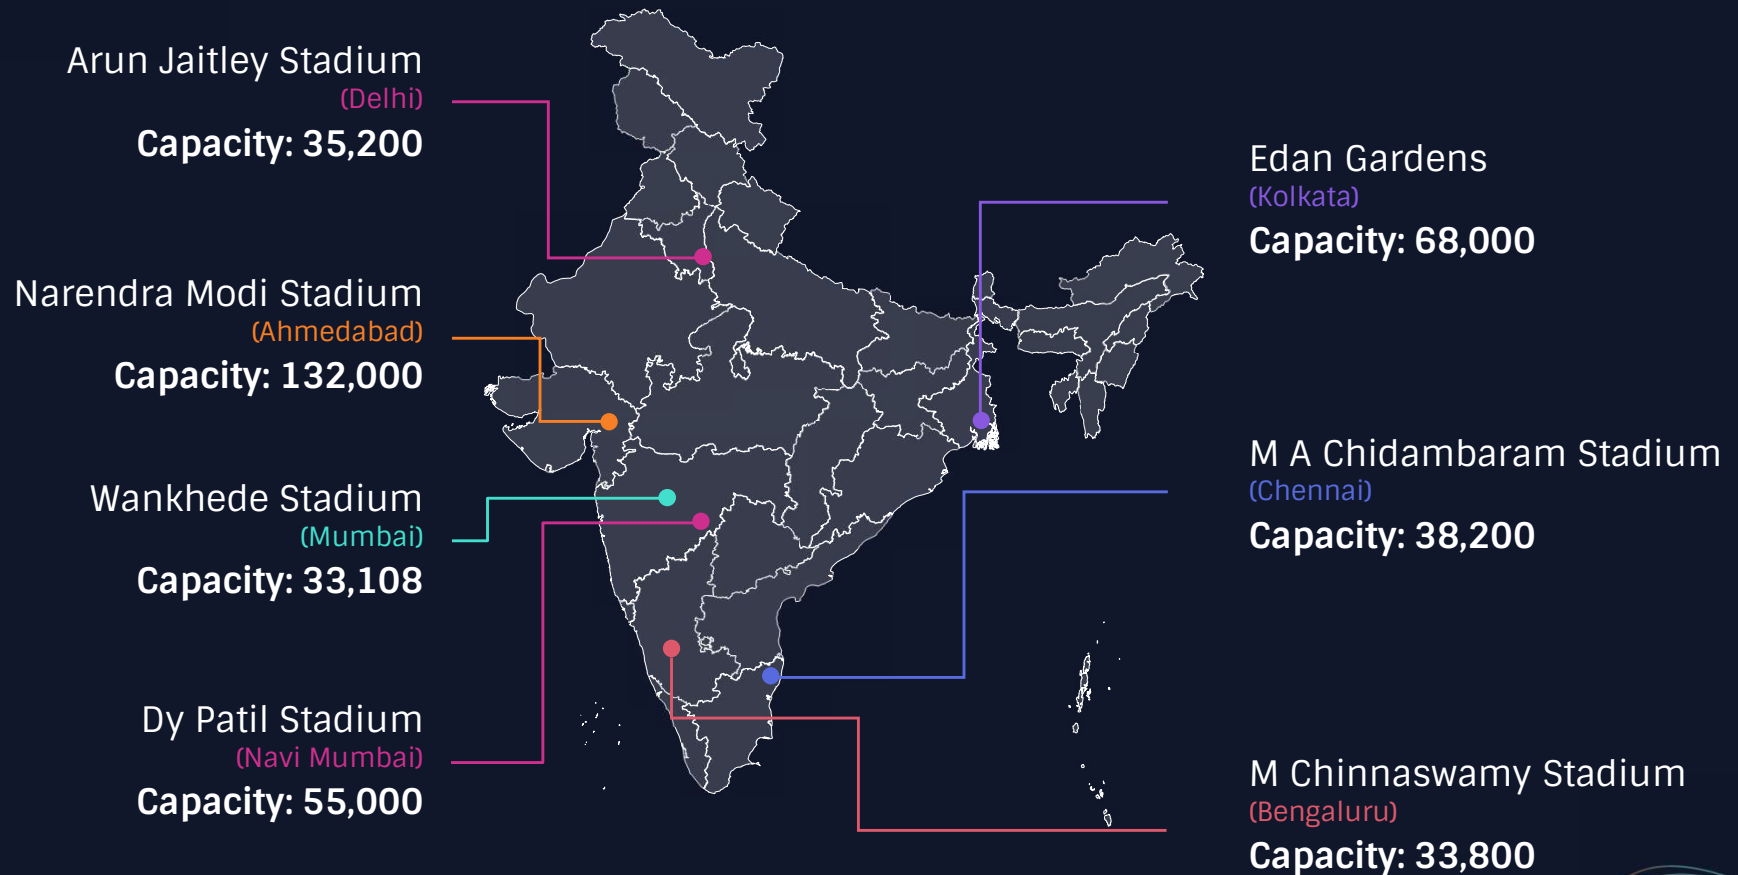 Arun Jaitley Stadium
(Delhi)
Capacity: 35,200
Narendra Modi Stadium
(Ahmedabad)
Capacity: 132,000
Wankhede Stadium
(Mumbai)
Capacity: 33,108
Dy Patil Stadium
(Navi Mumbai)
Capacity: 55,000
Edan Gardens
(Kolkata)
Capacity: 68,000
M A Chidambaram Stadium
(Chennai)
Capacity: 38,200
M Chinnaswamy Stadium
(Bengaluru)
Capacity: 33,800